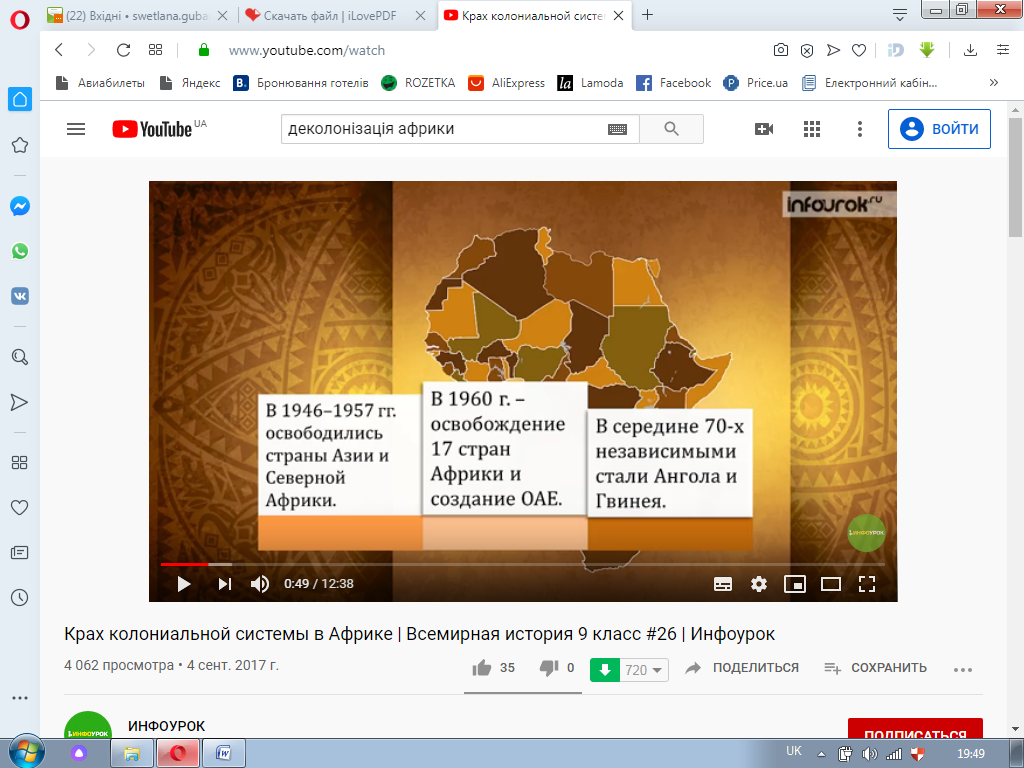 (22) Вхідні • swetlana.guba
Скачать файл | iLovePDF
Крах колониальной систе
www.youtube.com/watch
Авиабилеты
Яндекс
B.
Бронювання готелів
ROZETKA
AliExpress
la
Lamoda
Facebook
Price.ua
Електронний кабін...
YouTube UA
деколонізація африки
ВОЙТИ
infourok.ru
В 1946–1957 гг.
освободились
страны Азии и
Северной
Африки.
В 1960 г. –
освобождение
17 стран
Африки и
создание ОАЕ.
В середине 70-х
независимыми
стали Ангола и
Гвинея.
ИНФОУРОК
0:49 / 12:38
Крах колониальной системы в Африке | Всемирная история 9 класс #26 | Инфоурок
4 062 просмотра • 4 сент. 2017 г.
35
0
720
ПОДЕЛИТЬСЯ
СОХРАНИТЬ
ИНФОУРОК
ИНФОУРОК
ПОДПИСАТЬСЯ
UK
19:49